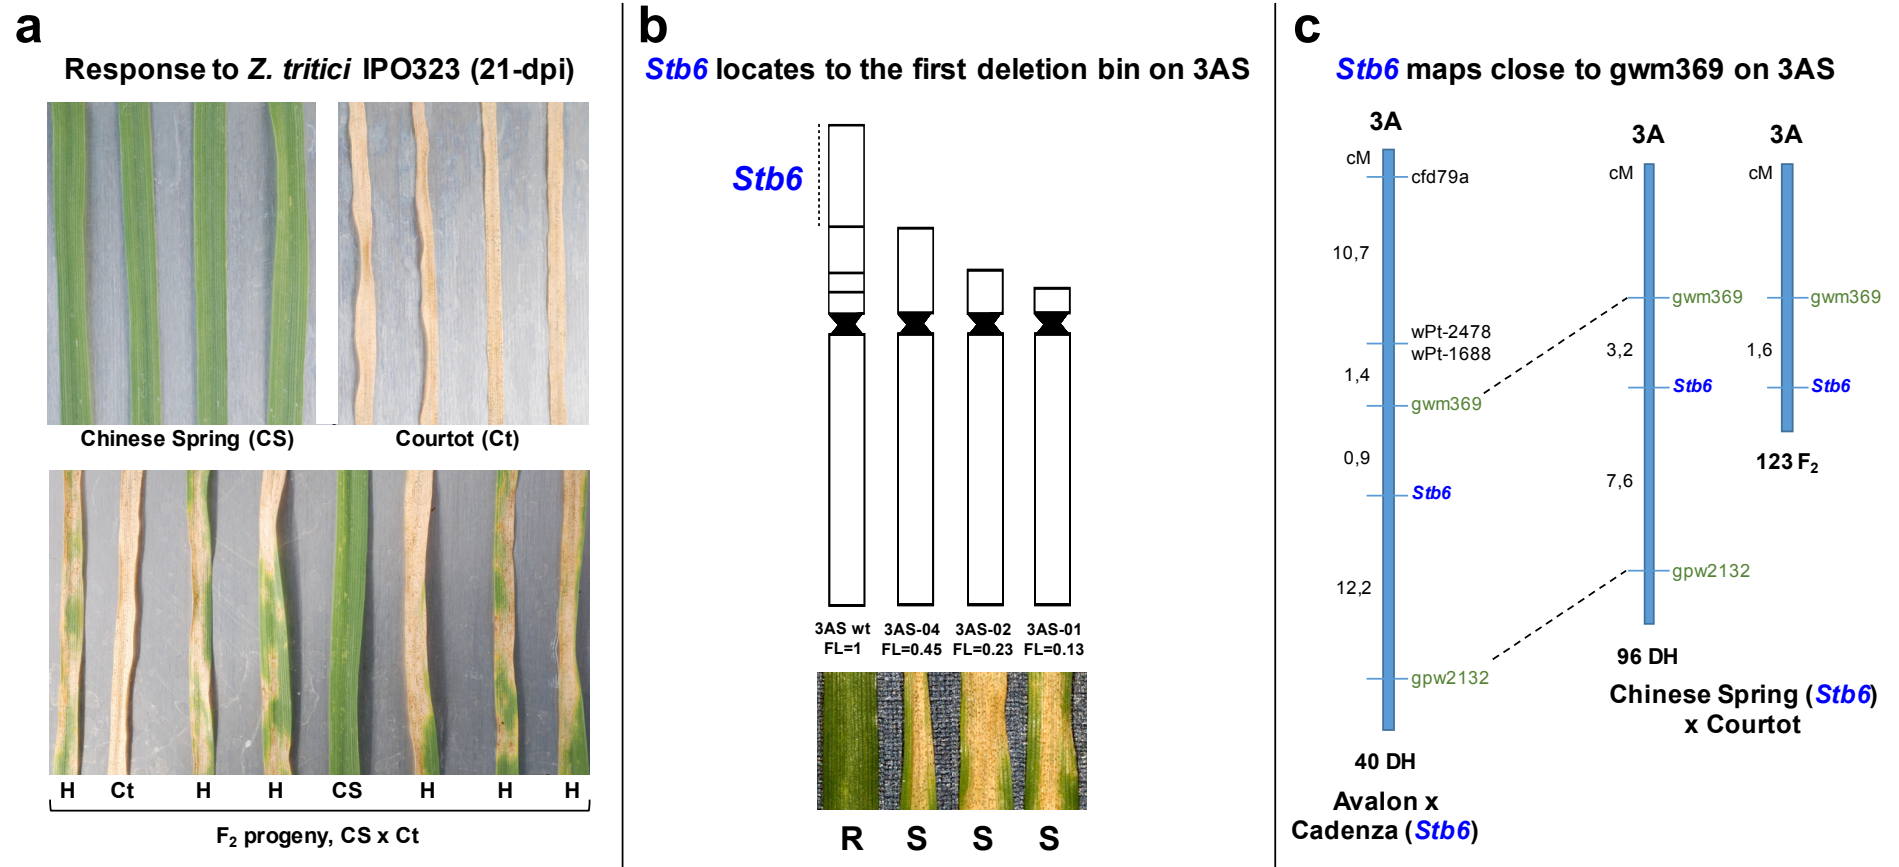 a
Response to Z. tritici IPO323 (21-dpi)
Chinese Spring (CS)
Courtot (Ct)
H Ct H H CS H H H
F2 progeny, CS x Ct
b
Stb6 locates to the first deletion bin on 3AS
Stb6
3AS wt 3AS-04 3AS-02 3AS-01
FL=1 FL=0.45 FL=0.23 FL=0.13
R S S S
c
Stb6 maps close to gwm369 on 3AS
3A
cM
cfd79a
10,7
wPt-2478
wPt-1688
1,4
gwm369
0,9
Stb6
12,2
gpw2132
40 DH
Avalon x
Cadenza (Stb6)
3A
cM
gwm369
3,2
Stb6
7,6
gpw2132
96 DH
3A
cM
gwm369
1,6
Stb6
123 F2
Chinese Spring (Stb6)
x Courtot